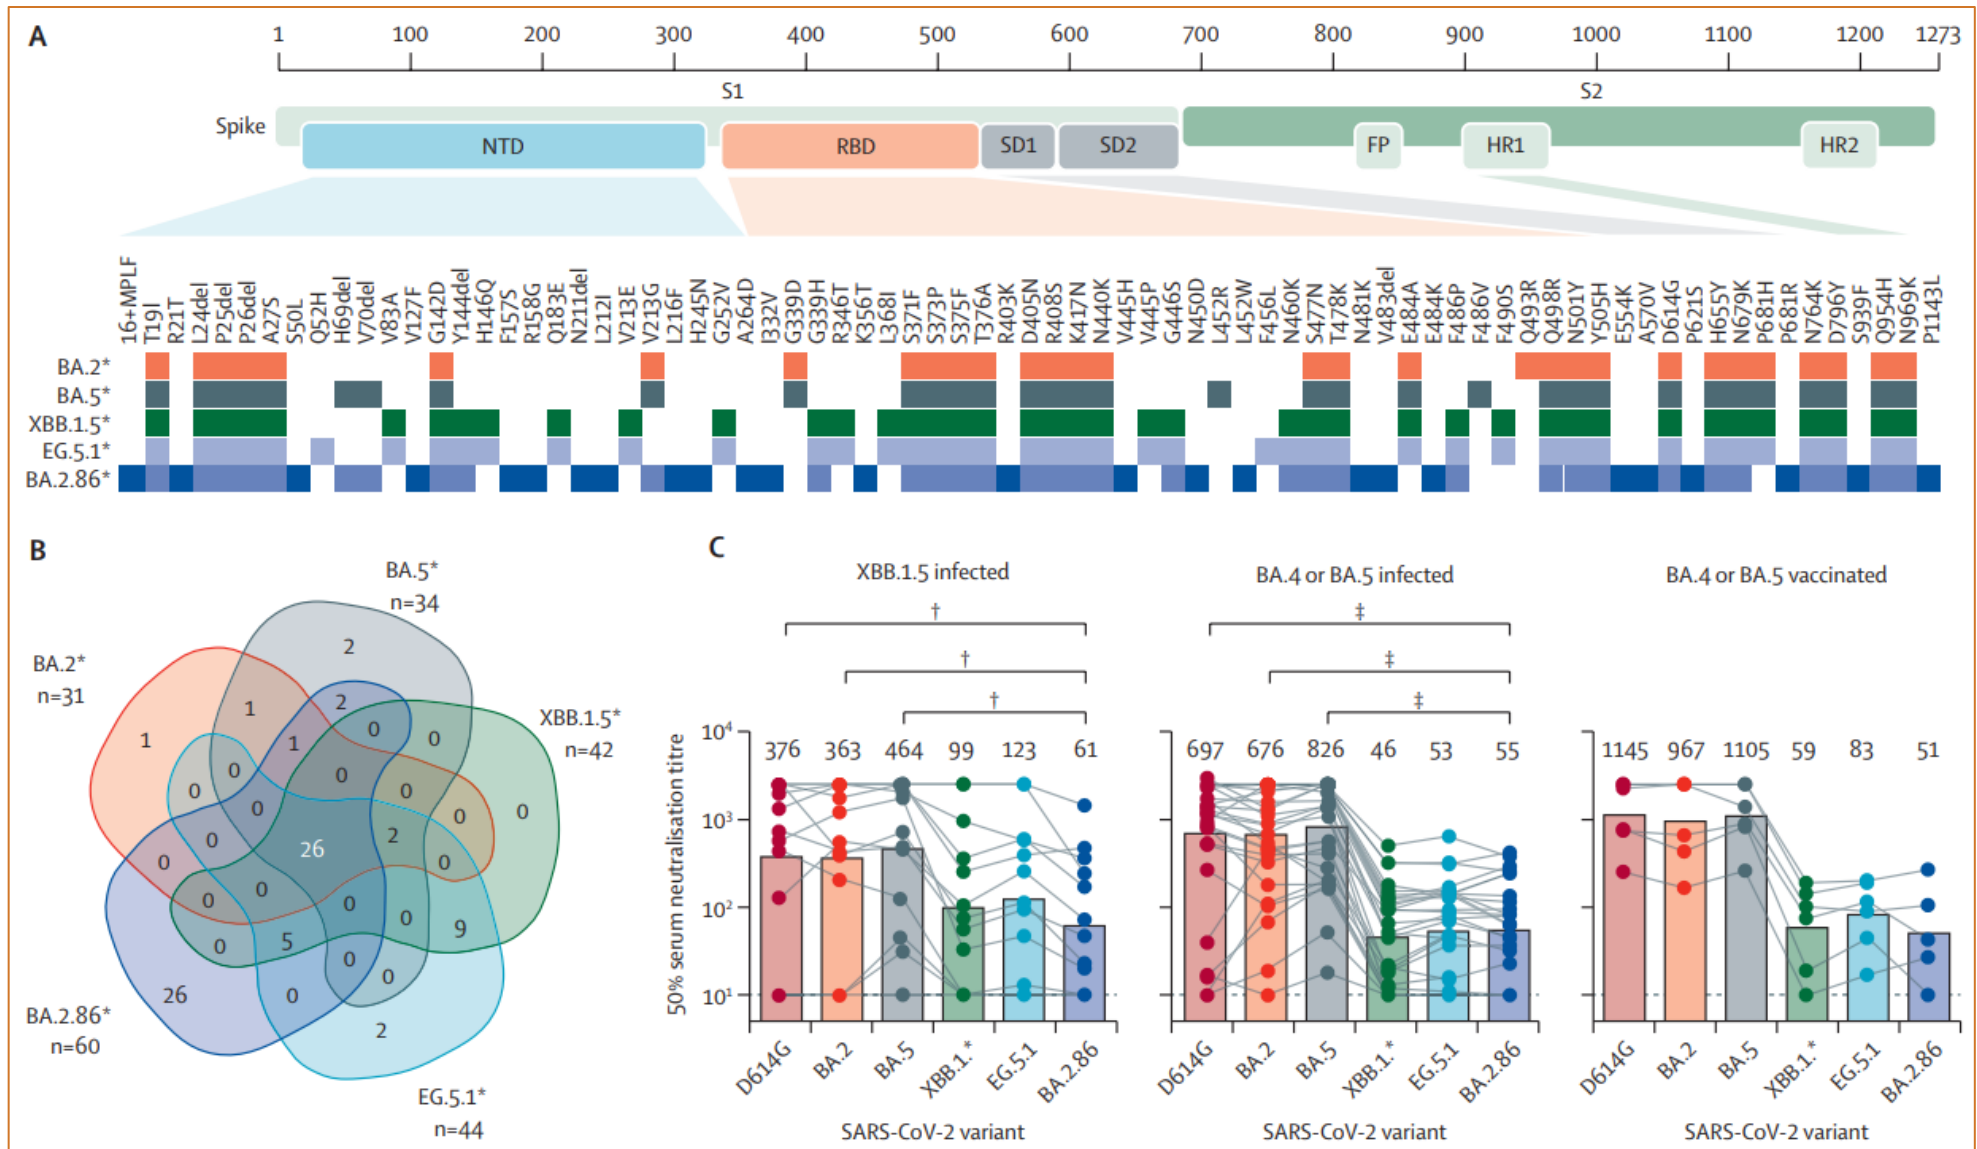 A
1 100 200 300 400 500 600 700 800 900 1000 1100 1200 1273
S1 S2
Spike
NTD RBD SD1 SD2 FP HR1 HR2
16+MPLF T19I R21T L24del P25del P26del A27S S50L Q52H H69del V70del V83A V127F G142D Y144del H146Q F157S R158G Q183E N211del L212I V213E V213G L216F H245N G252V A264D I332V G339D G339H R346T K356T L368I S371F S373P S375F T376A R403K D405N R408S K417N N440K V445H V445P G446S N450D L452R L452W F456L N460K S477N T478K N481K V483del E484A E484K F486P F486V F490S Q493R Q498R N501Y Y505H E554K A570V D614G P621S H655Y N679K P681H P681R N764K D796Y S939F Q954H N969K P1143L
BA.2*
BA.5*
XBB.1.5*
EG.5.1*
BA.2.86*
B
BA.5*
n=34
BA.2*
n=31
XBB.1.5*
n=42
BA.2.86*
n=60
EG.5.1*
n=44
2
1 2
1 1 0 0
0 0 0 0
0 0 0
0 26 2
0 0
0 0 0 0
0 5 9
0 0
26 0
2
C
XBB.1.5 infected
†
†
†
50% serum neutralisation titre
10⁴
10³
10²
10¹
376 363 464 99 123 61
D614G BA.2 BA.5 XBB.1.* EG.5.1 BA.2.86
SARS-CoV-2 variant
BA.4 or BA.5 infected
‡
‡
‡
697 676 826 46 53 55
D614G BA.2 BA.5 XBB.1.* EG.5.1 BA.2.86
SARS-CoV-2 variant
BA.4 or BA.5 vaccinated
1145 967 1105 59 83 51
D614G BA.2 BA.5 XBB.1.* EG.5.1 BA.2.86
SARS-CoV-2 variant